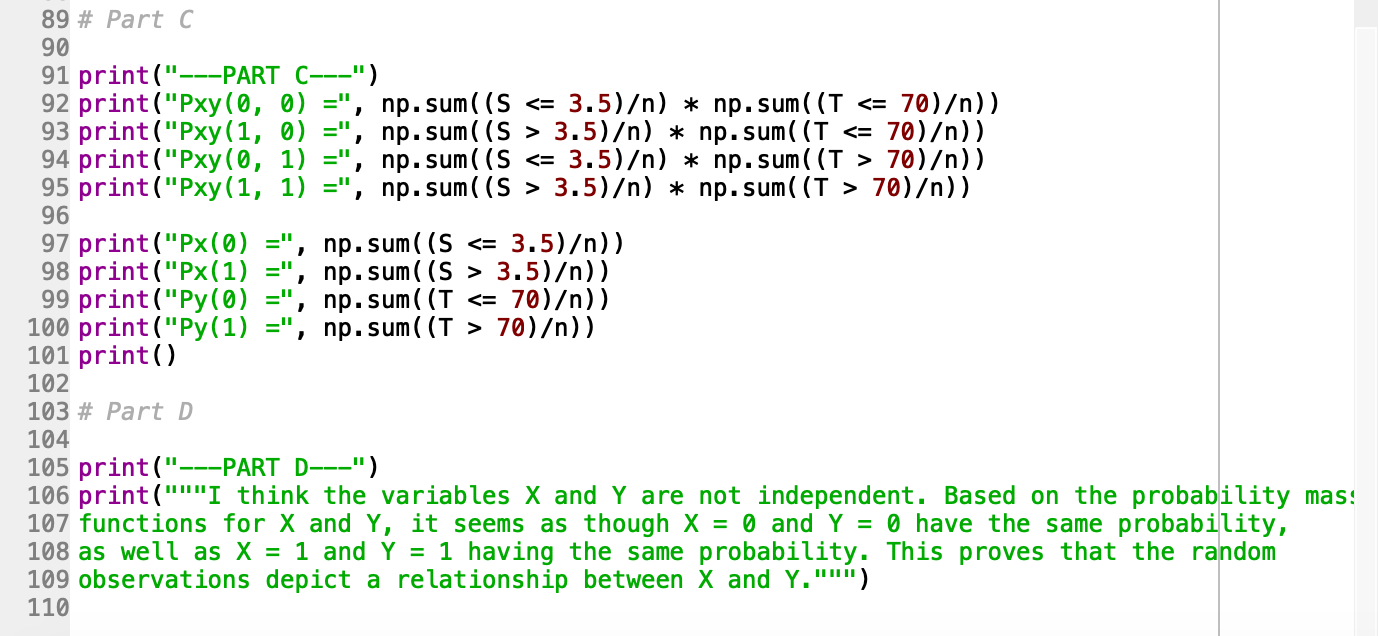 89 # Part C
90
91 print("---PART C---")
92 print("Pxy(0, 0) =", np.sum((S <= 3.5)/n) * np.sum((T <= 70)/n))
93 print("Pxy(1, 0) =", np.sum((S > 3.5)/n) * np.sum((T <= 70)/n))
94 print("Pxy(0, 1) =", np.sum((S <= 3.5)/n) * np.sum((T > 70)/n))
95 print("Pxy(1, 1) =", np.sum((S > 3.5)/n) * np.sum((T > 70)/n))
96
97 print("Px(0) =", np.sum((S <= 3.5)/n))
98 print("Px(1) =", np.sum((S > 3.5)/n))
99 print("Py(0) =", np.sum((T <= 70)/n))
100 print("Py(1) =", np.sum((T > 70)/n))
101 print()
102
103 # Part D
104
105 print("---PART D---")
106 print("""I think the variables X and Y are not independent. Based on the probability mass
107 functions for X and Y, it seems as though X = 0 and Y = 0 have the same probability,
108 as well as X = 1 and Y = 1 having the same probability. This proves that the random
109 observations depict a relationship between X and Y.""")
110